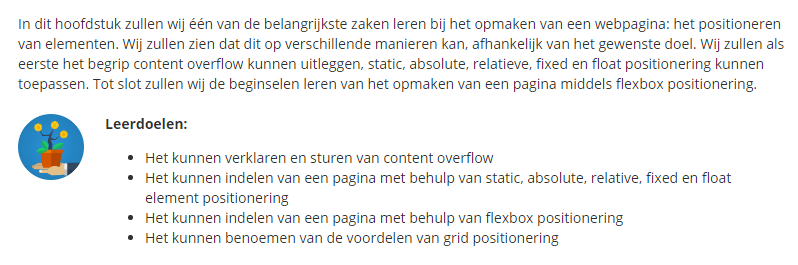 In dit hoofdstuk zullen wij één van de belangrijkste zaken leren bij het opmaken van een webpagina: het positioneren
van elementen. Wij zullen zien dat dit op verschillende manieren kan, afhankelijk van het gewenste doel. Wij zullen als
eerste het begrip content overflow kunnen uitleggen, static, absolute, relatieve, fixed en float positionering kunnen
toepassen. Tot slot zullen wij de beginselen leren van het opmaken van een pagina middels flexbox positionering.
Leerdoelen:
• Het kunnen verklaren en sturen van content overflow
• Het kunnen indelen van een pagina met behulp van static, absolute, relative, fixed en float
element positionering
• Het kunnen indelen van een pagina met behulp van flexbox positionering
• Het kunnen benoemen van de voordelen van grid positionering